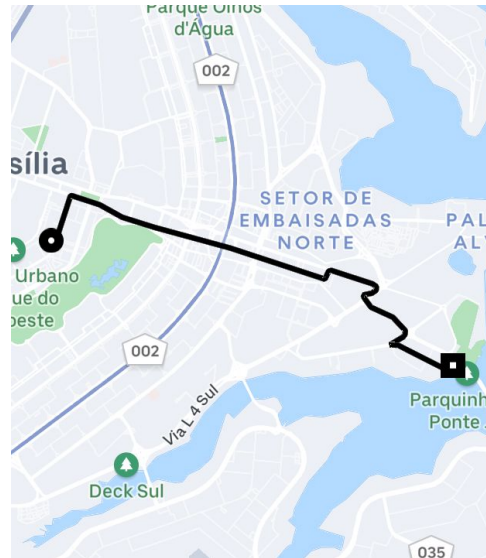 Parque Olhos
d'Água
002
sília
SETOR DE
EMBAISADAS
NORTE
PAL
ALV
Urbano
ue do
oeste
002
Via L 4 Sul
Parquinh
Ponte
Deck Sul
035